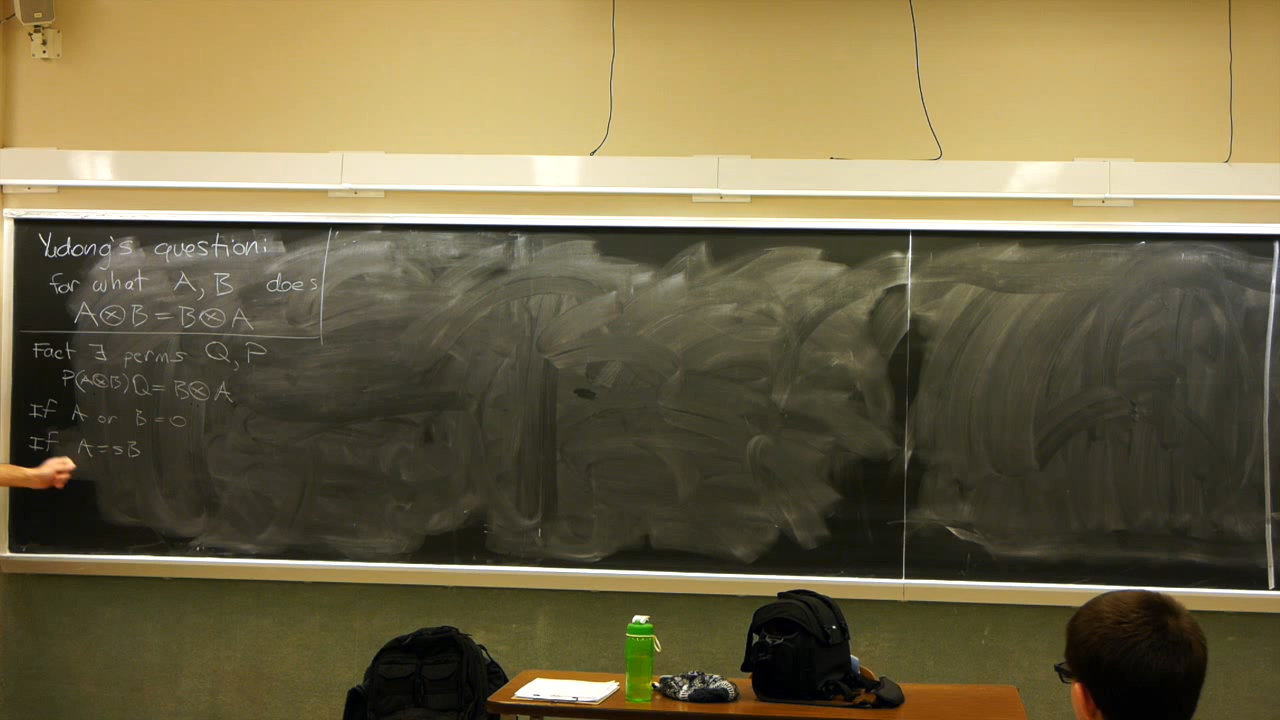 Yudong's question:
for what A, B does
A⊗B = B⊗A
Fact ∃ perms Q, P
P(A⊗B)Q = B⊗A
If A or B = 0
If A = sB